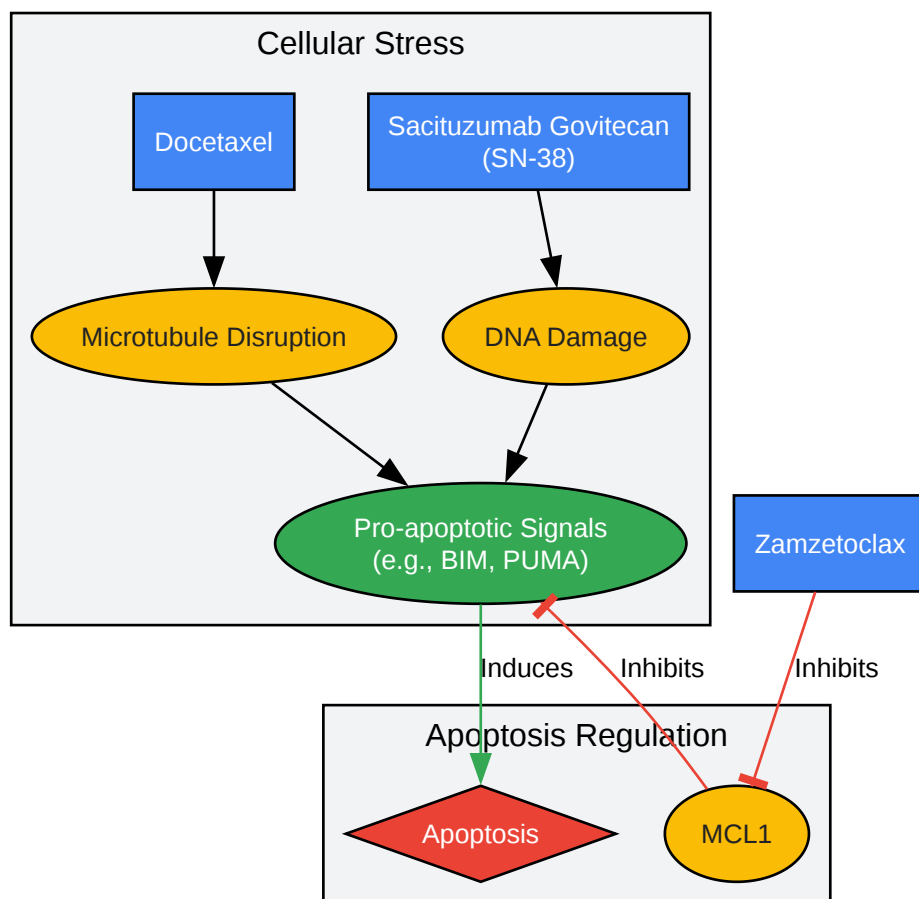 Cellular Stress
Docetaxel
Sacituzumab Govitecan
(SN-38)
Microtubule Disruption
DNA Damage
Pro-apoptotic Signals
(e.g., BIM, PUMA)
Zamzetoclax
Induces
Inhibits
Inhibits
Apoptosis Regulation
Apoptosis
MCL1